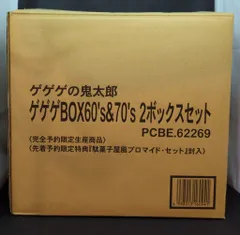 ゲゲゲの鬼太郎
ゲゲゲBOX60's&70's 2ボックスセット
PCBE.62269
〈完全予約限定生産商品〉
〈先着予約限定特典『駄菓子屋風ブロマイド・セット』封入〉